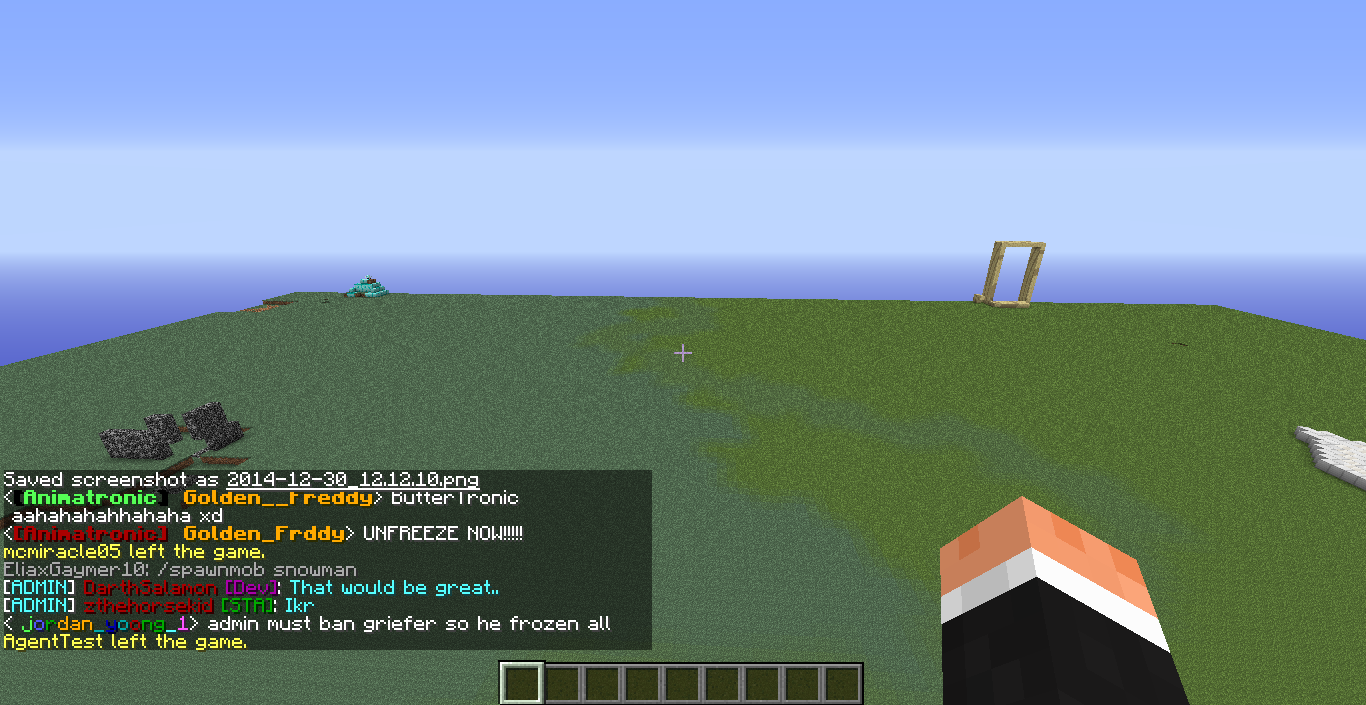 Saved screenshot as 2014-12-30_12.12.10.png
<[Animatronic] Golden__Freddy> ButterTronic
aahahahahhahaha xd
<[Animatronic] Golden_Frddy> UNFREEZE NOW!!!!!
mcmiracle05 left the game.
EliaxGaymer10: /spawnmob snowman
[ADMIN] DarthSalamon [Dev]: That would be great..
[ADMIN] zthehorsekid [STA]: Ikr
< jordan_yoong_1> admin must ban griefer so he frozen all
AgentTest left the game.